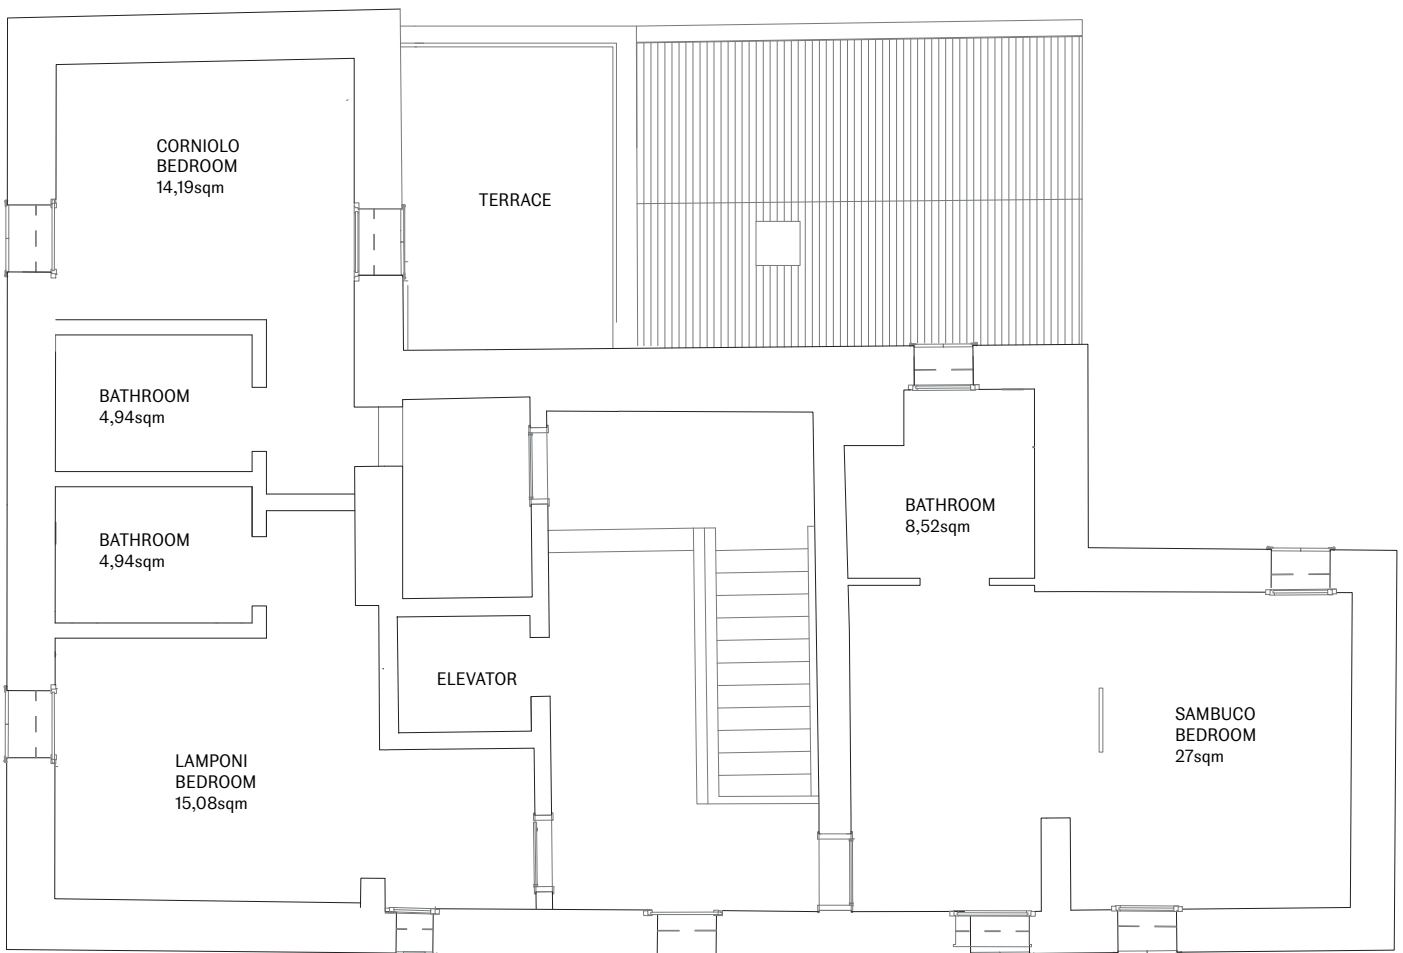 CORNIOLO
BEDROOM
14,19sqm
TERRACE
BATHROOM
4,94sqm
BATHROOM
8,52sqm
BATHROOM
4,94sqm
ELEVATOR
SAMBUCO
BEDROOM
27sqm
LAMPONI
BEDROOM
15,08sqm